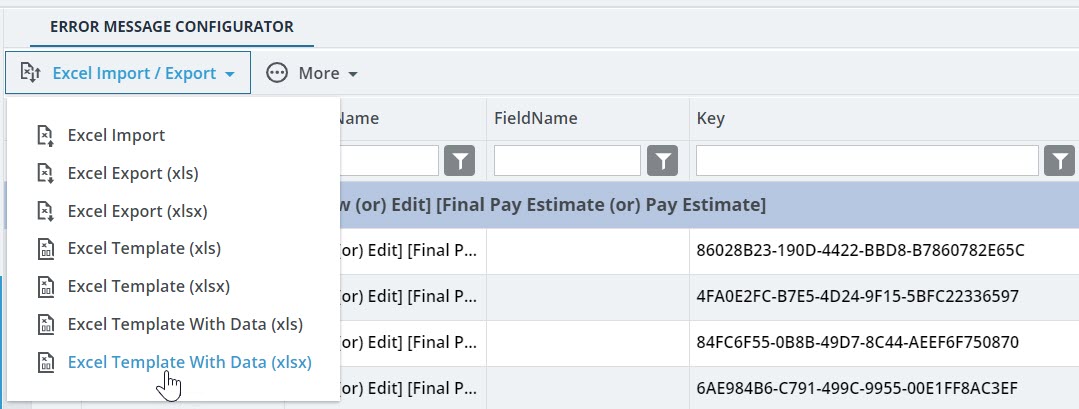 ERROR MESSAGE CONFIGURATOR
Excel Import / Export
More
Excel Import
Excel Export (xls)
Excel Export (xlsx)
Excel Template (xls)
Excel Template (xlsx)
Excel Template With Data (xls)
Excel Template With Data (xlsx)
Name FieldName Key
(or) Edit] [Final Pay Estimate (or) Pay Estimate]
(or) Edit] [Final P... 86028B23-190D-4422-BBD8-B7860782E65C
(or) Edit] [Final P... 4FA0E2FC-B7E5-4D24-9F15-5BFC22336597
(or) Edit] [Final P... 84FC6F55-0B8B-49D7-8C44-AEEF6F750870
(or) Edit] [Final P... 6AE984B6-C791-499C-9955-00E1FF8AC3EF